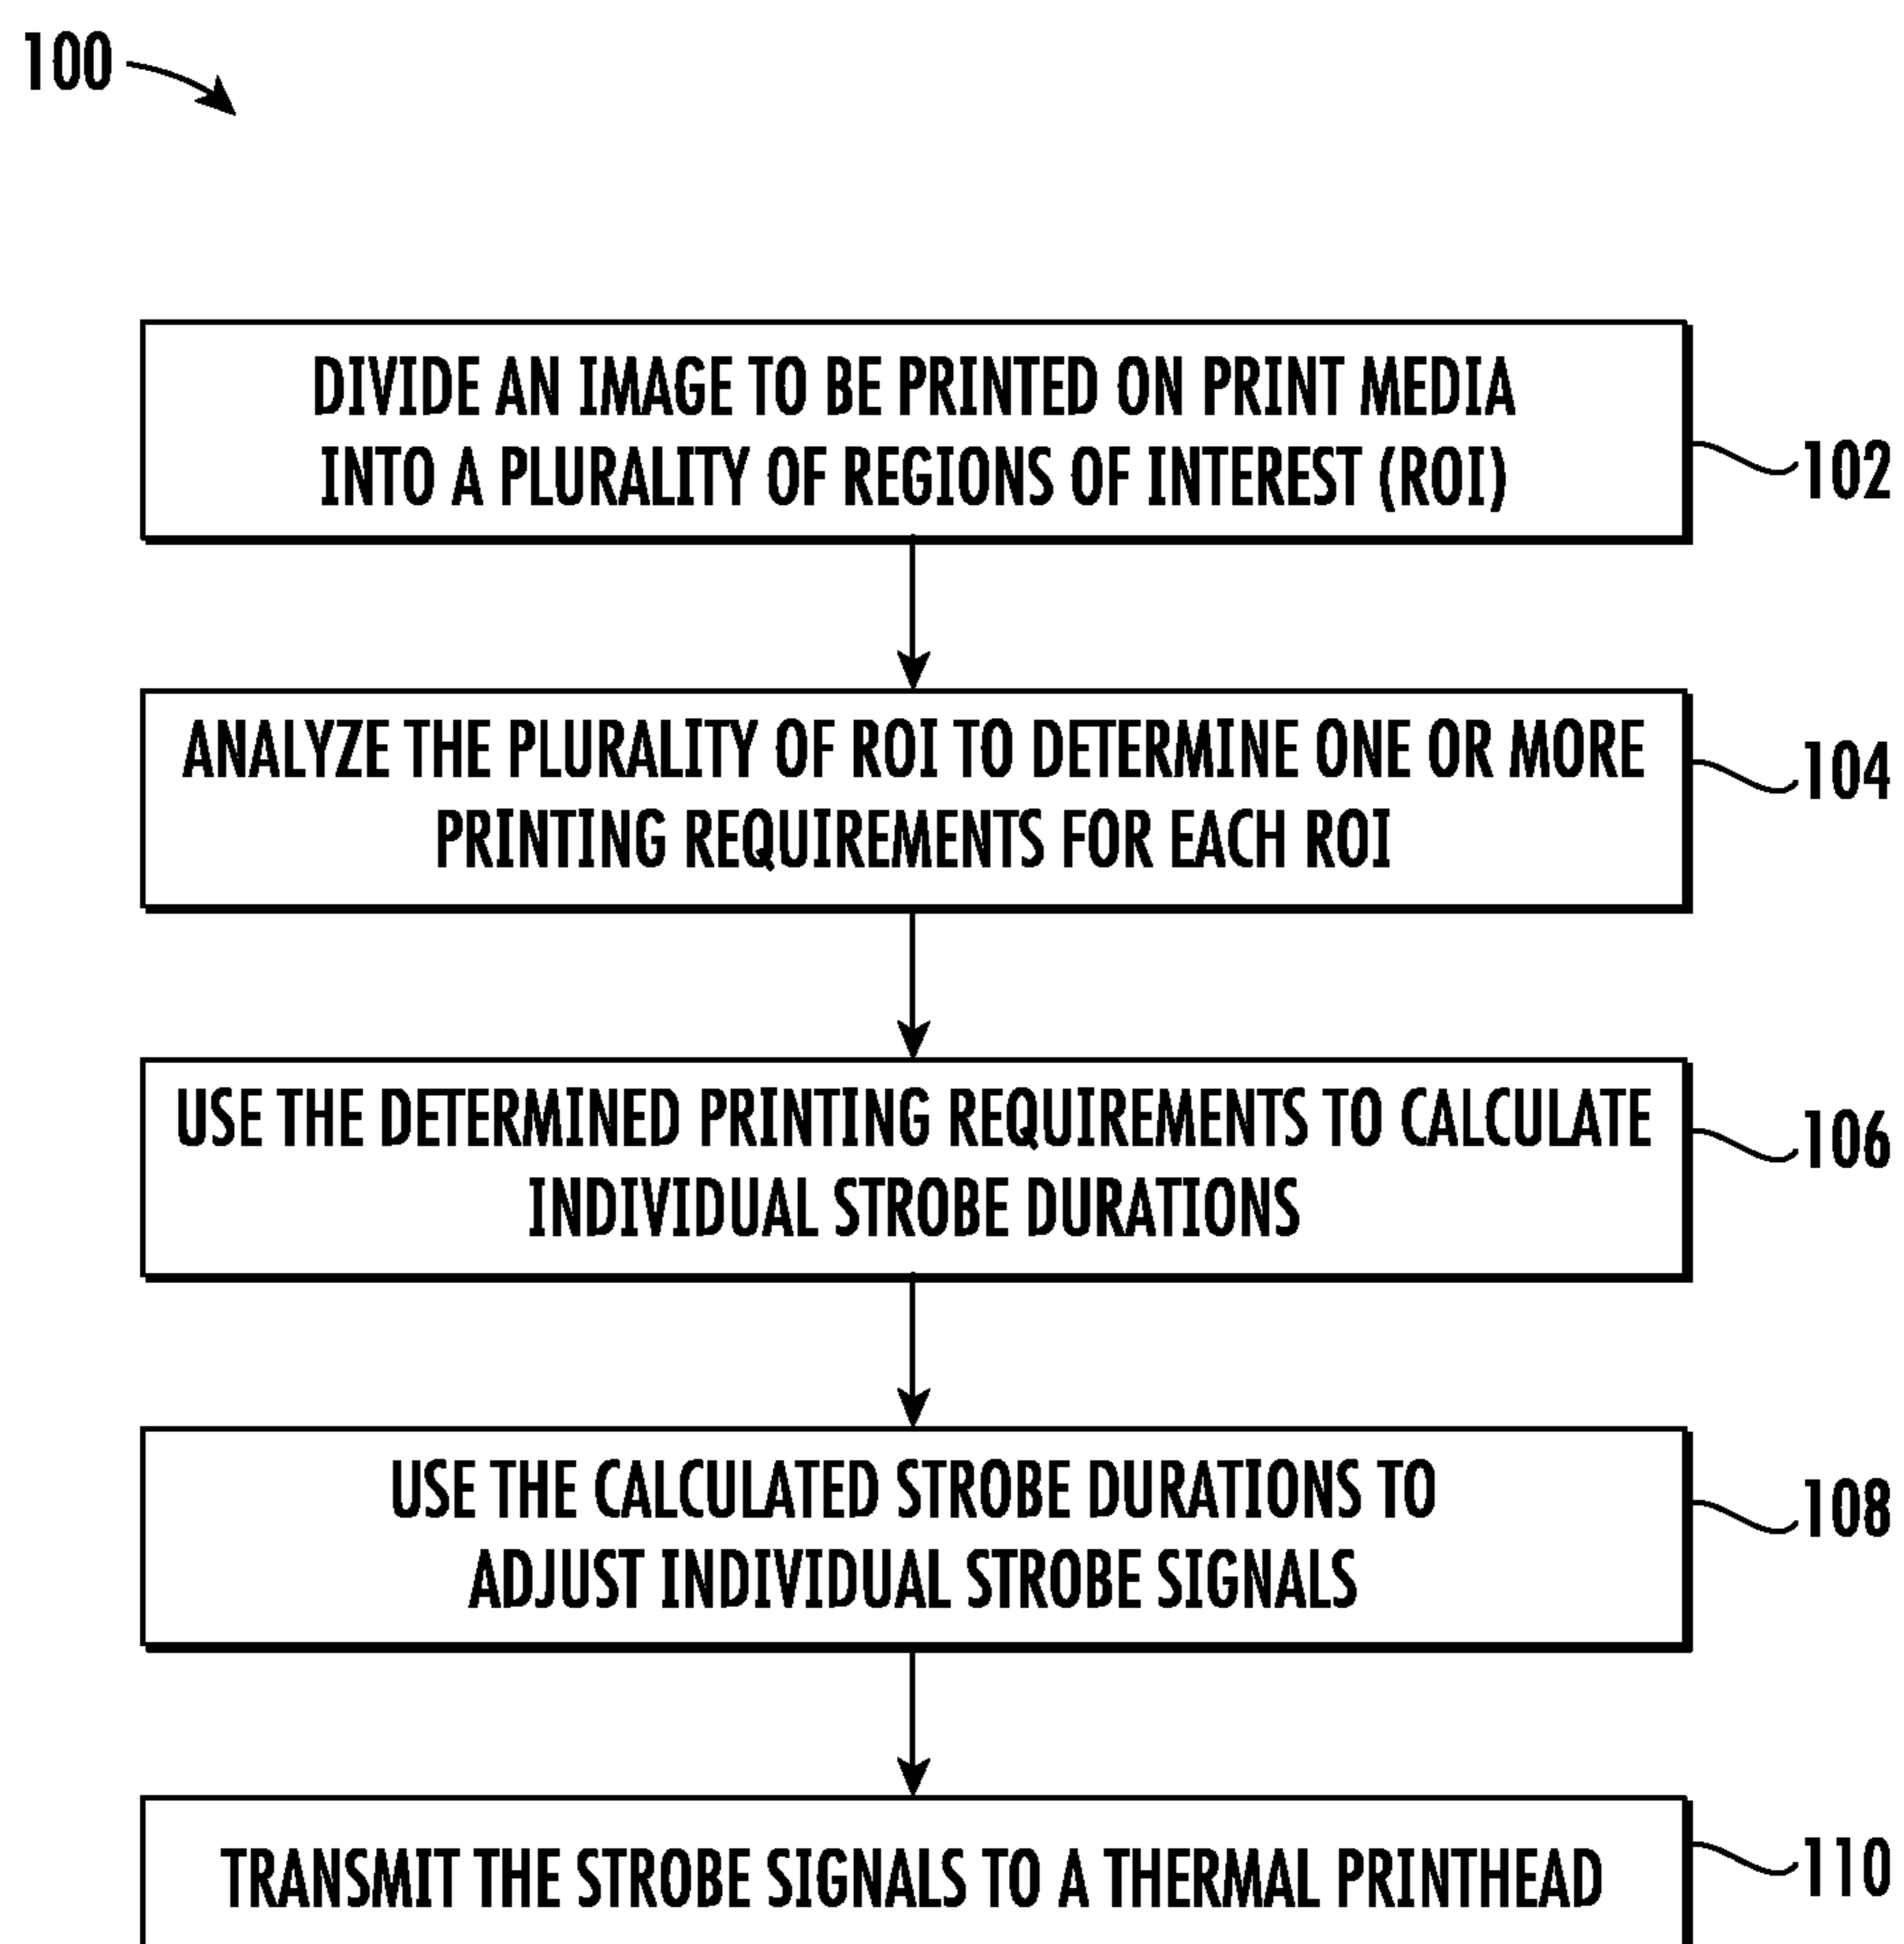 100
DIVIDE AN IMAGE TO BE PRINTED ON PRINT MEDIA
INTO A PLURALITY OF REGIONS OF INTEREST (ROI)
102
ANALYZE THE PLURALITY OF ROI TO DETERMINE ONE OR MORE
PRINTING REQUIREMENTS FOR EACH ROI
104
USE THE DETERMINED PRINTING REQUIREMENTS TO CALCULATE
INDIVIDUAL STROBE DURATIONS
106
USE THE CALCULATED STROBE DURATIONS TO
ADJUST INDIVIDUAL STROBE SIGNALS
108
TRANSMIT THE STROBE SIGNALS TO A THERMAL PRINTHEAD
110